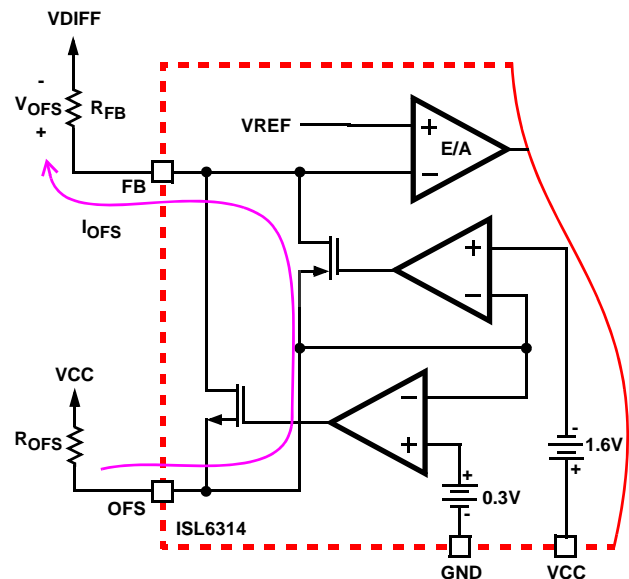 VDIFF
-
VOFS
+
RFB
VREF
+
E/A
-
FB
IOFS
+
-
VCC
ROFS
-
+
-
1.6V
+
+
0.3V
-
OFS
ISL6314
GND
VCC